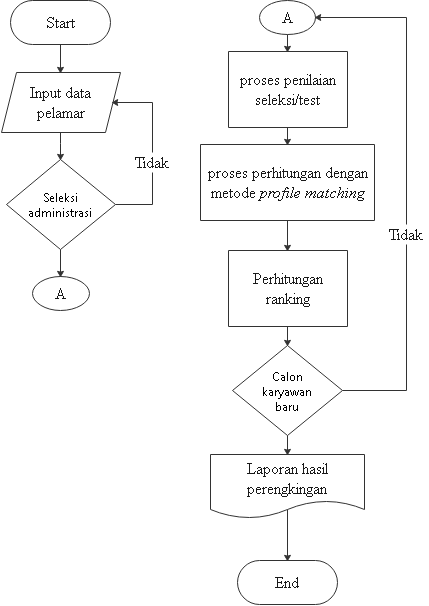 Start
Input data
pelamar
Tidak
Seleksi
administrasi
A
A
proses penilaian
seleksi/test
proses perhitungan dengan
metode profile matching
Tidak
Perhitungan
ranking
Calon
karyawan
baru
Laporan hasil
perengkingan
End